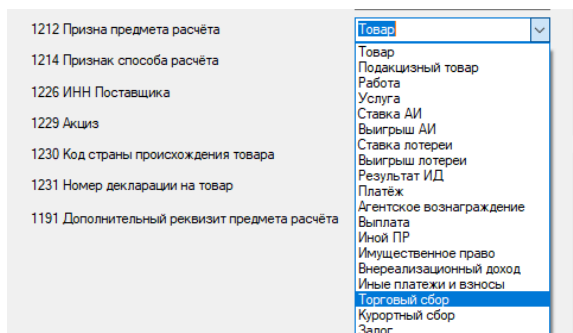 1212 Призна предмета расчёта
Товар
1214 Признак способа расчёта
1226 ИНН Поставщика
1229 Акциз
1230 Код страны происхождения товара
1231 Номер декларации на товар
1191 Дополнительный реквизит предмета расчёта
Товар
Подакцизный товар
Работа
Услуга
Ставка АИ
Выигрыш АИ
Ставка лотереи
Выигрыш лотереи
Результат ИД
Платёж
Агентское вознаграждение
Выплата
Иной ПР
Имущественное право
Внереализационный доход
Иные платежи и взносы
Торговый сбор
Курортный сбор
Залог